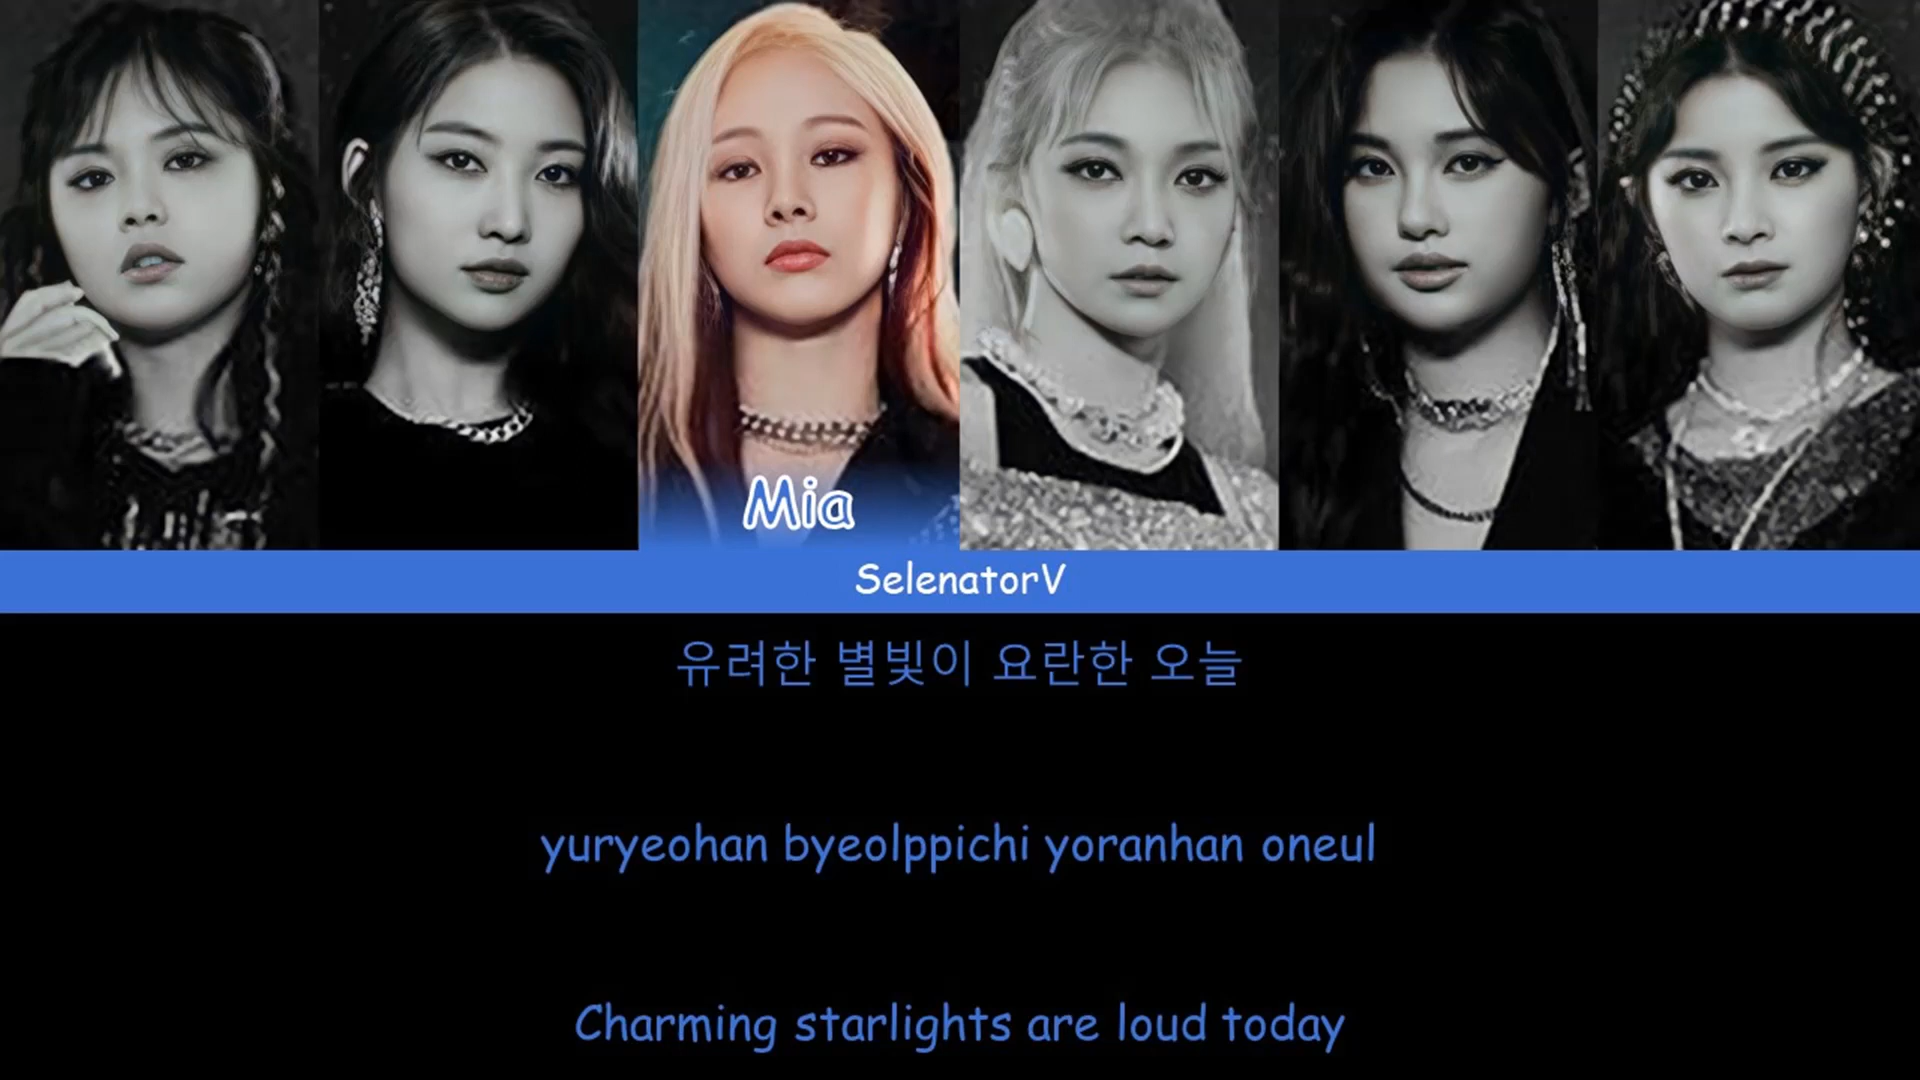 Mia
SelenatorV
유려한 별빛이 요란한 오늘
yuryeohan byeolppichi yoranhan oneul
Charming starlights are loud today